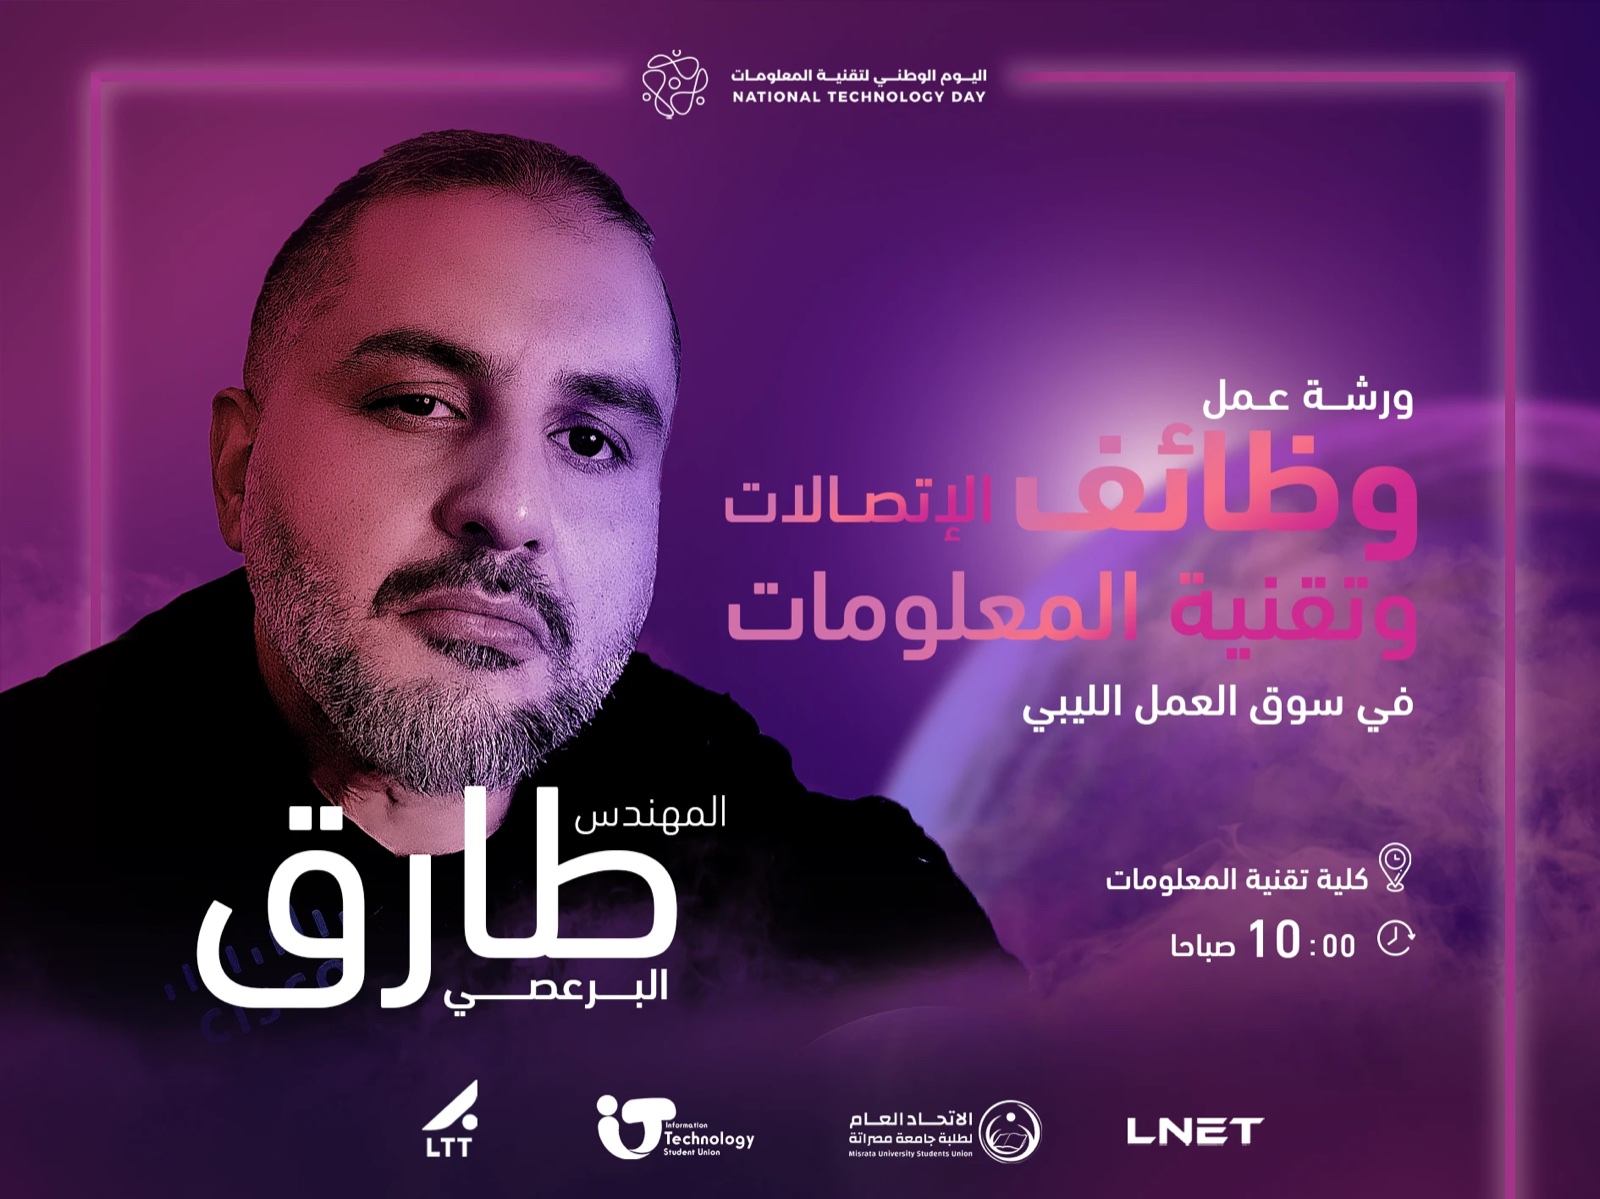 اليوم الوطني لتقنية المعلومات
NATIONAL TECHNOLOGY DAY
ورشة عمل
وظائف الإتصالات
وتقنية المعلومات
في سوق العمل الليبي
المهندس
طارق
البرعصي
كلية تقنية المعلومات
10:00 صباحا
cisco
LTT
iT
Information
Technology
Student Union
الاتحاد العام
لطلبة جامعة مصراتة
Misrata University Students Union
LNET